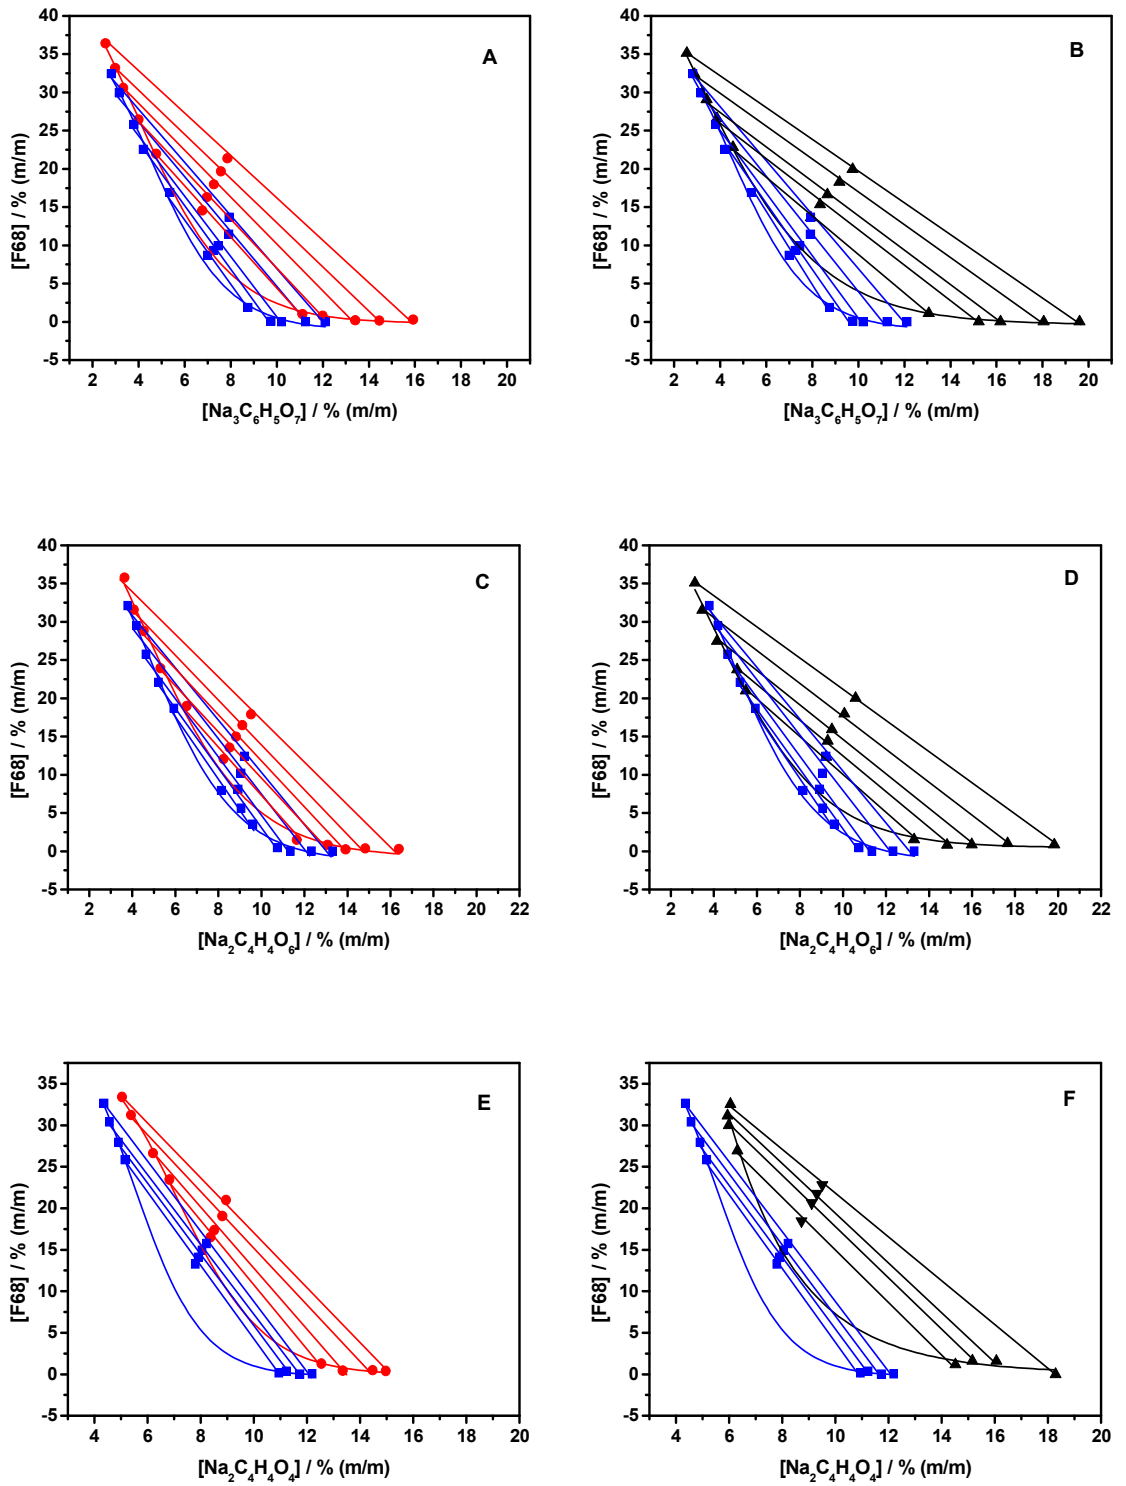 A
[F68] / % (m/m)
40
35
30
25
20
15
10
5
0
-5
2 4 6 8 10 12 14 16 18 20
[Na3C6H5O7] / % (m/m)
B
[F68] / % (m/m)
40
35
30
25
20
15
10
5
0
-5
2 4 6 8 10 12 14 16 18 20
[Na3C6H5O7] / % (m/m)
C
[F68] / % (m/m)
40
35
30
25
20
15
10
5
0
-5
2 4 6 8 10 12 14 16 18 20 22
[Na2C4H4O6] / % (m/m)
D
[F68] / % (m/m)
40
35
30
25
20
15
10
5
0
-5
2 4 6 8 10 12 14 16 18 20 22
[Na2C4H4O6] / % (m/m)
E
[F68] / % (m/m)
35
30
25
20
15
10
5
0
-5
4 6 8 10 12 14 16 18 20
[Na2C4H4O4] / % (m/m)
F
[F68] / % (m/m)
35
30
25
20
15
10
5
0
-5
4 6 8 10 12 14 16 18 20
[Na2C4H4O4] / % (m/m)